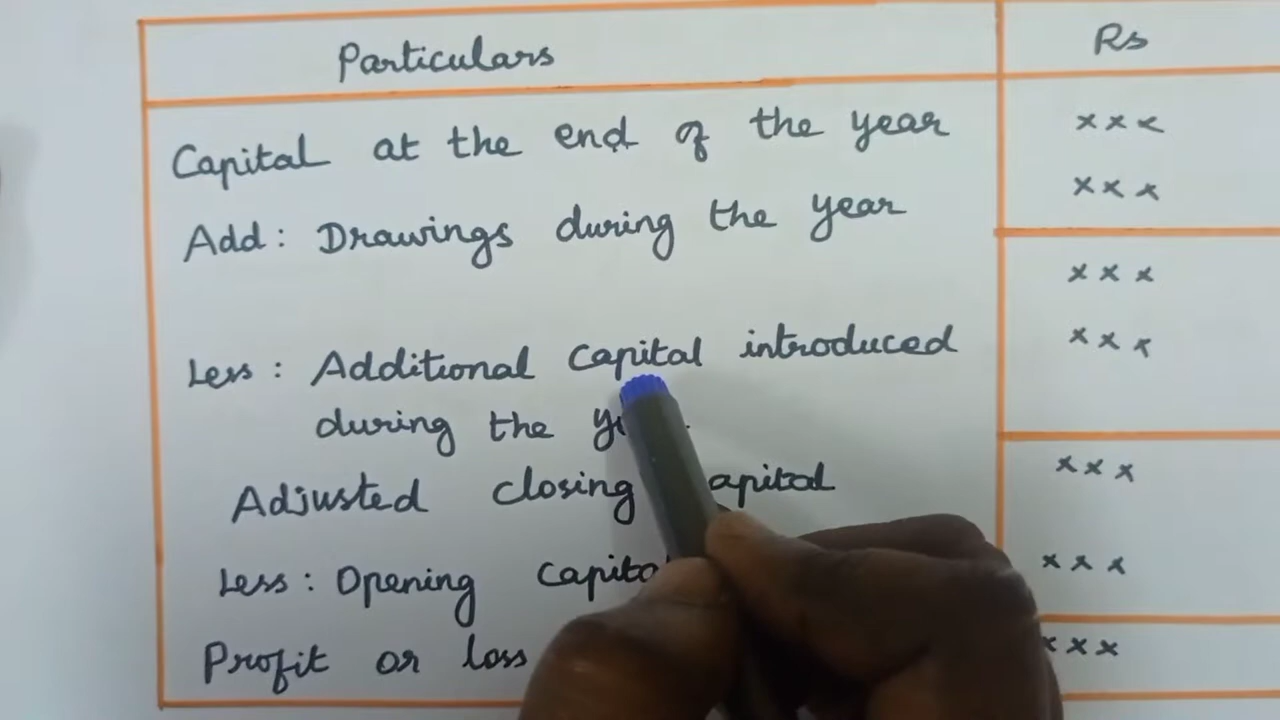 Particulars Rs
Capital at the end of the year xxx
Add: Drawings during the year xxx
xxx
Less: Additional capital introduced xxx
during the
Adjusted closing xxx
Less: Opening xxx
Profit or loss xxx